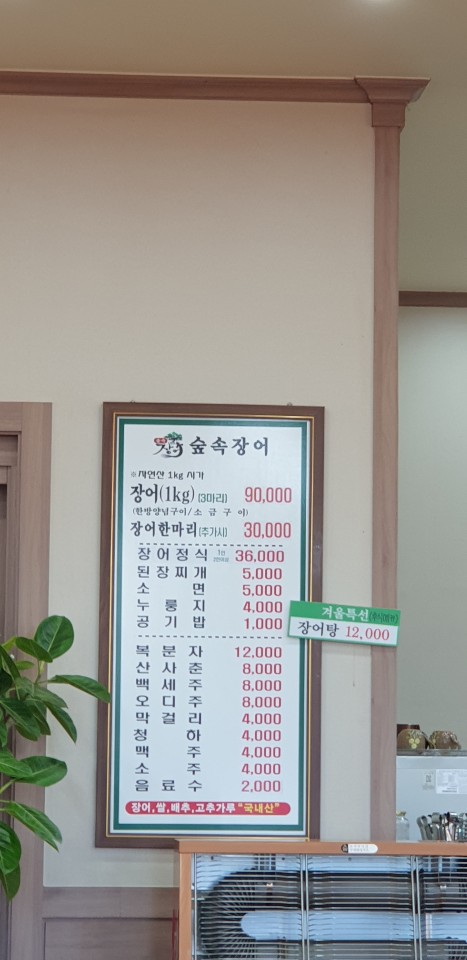 숲속장어
※자연산 1kg 시가
장어(1kg) (3마리) 90,000
(한방양념구이/소 금 구 이)
장어한마리(추가시) 30,000
장어정식 1인 36,000
된장찌개 5,000
소면 5,000
누룽지 4,000
공기밥 1,000
겨울특선
장어탕 12,000
복분자 12,000
산사춘 8,000
백세주 8,000
오디주 8,000
막걸리 4,000
청하 4,000
맥주 4,000
소주 4,000
음료수 2,000
장어,쌀,배추,고추가루"국내산"